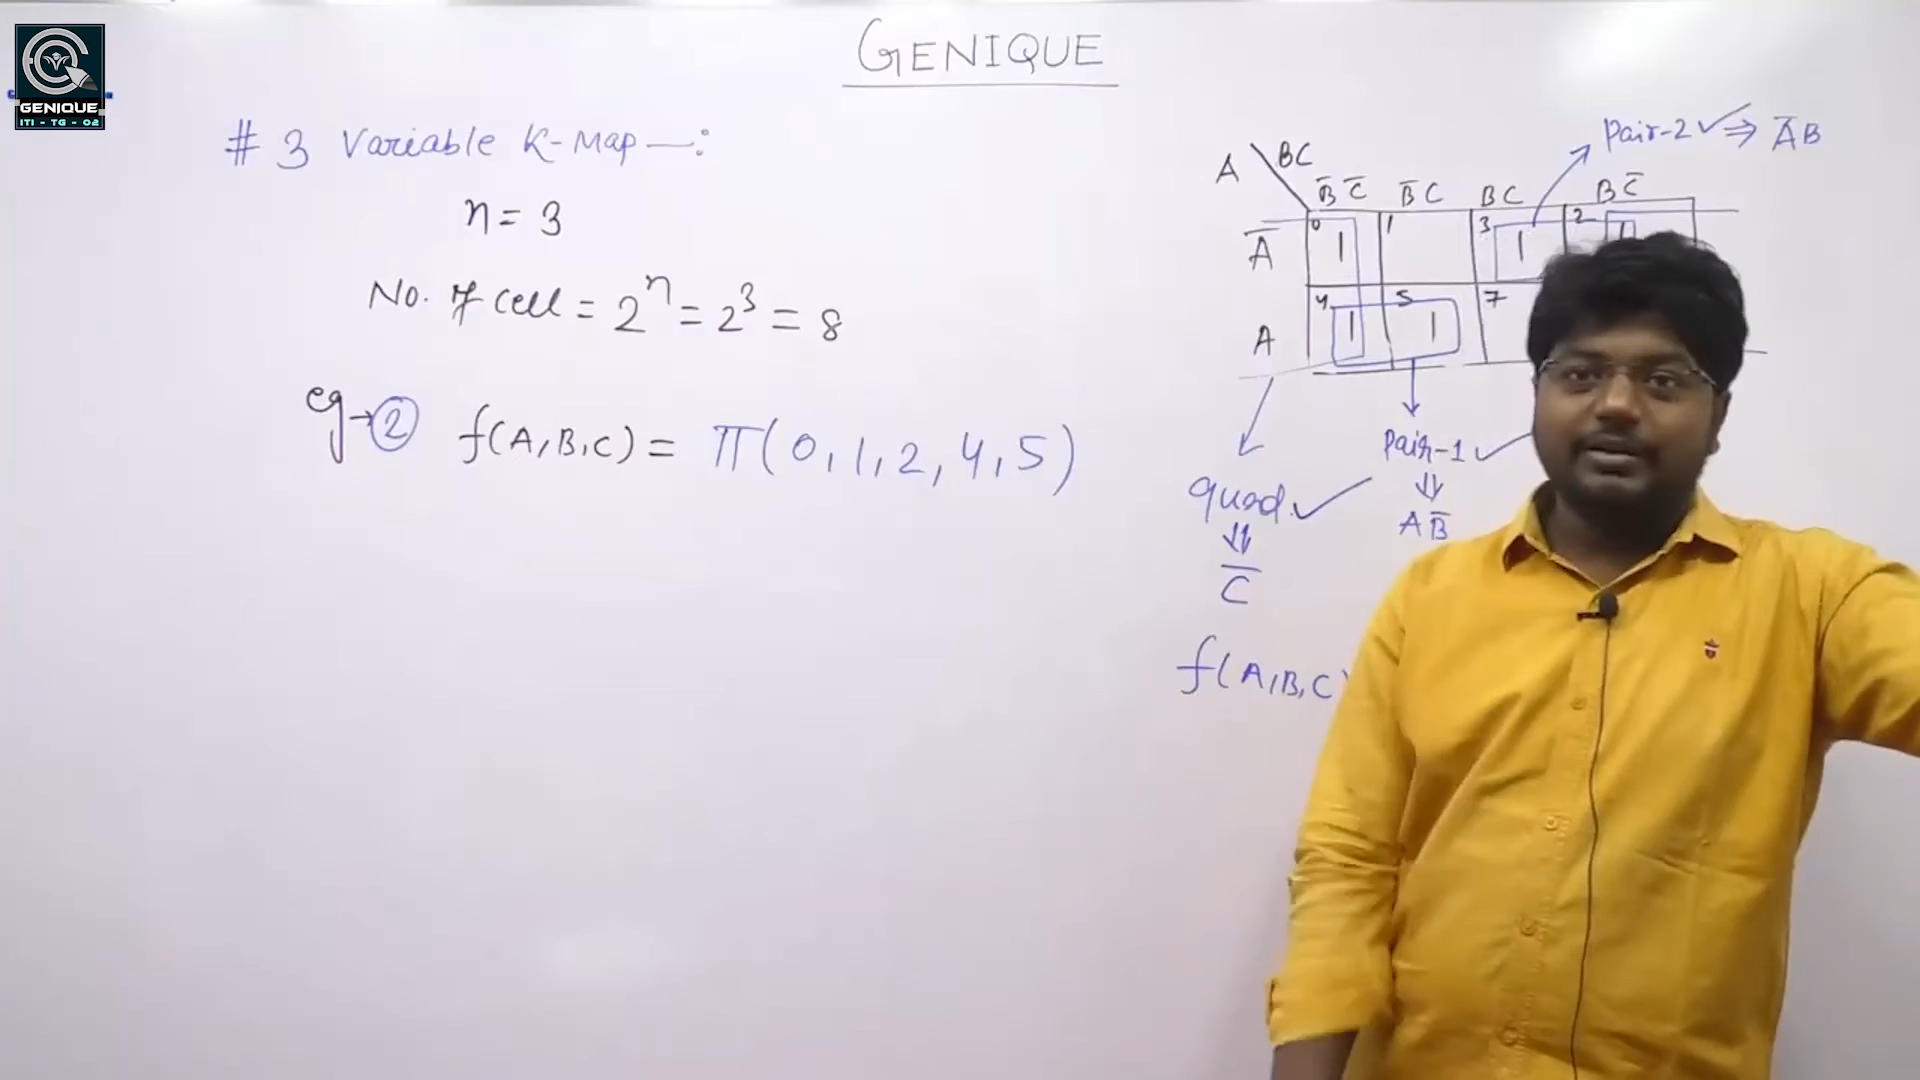 GENIQUE
ITI - TG - 02
GENIQUE
# 3 Variable K-Map —:
n = 3
No. of cell = 2ⁿ = 2³ = 8
eg → 2 f(A,B,C) = π(0,1,2,4,5)
Pair-2 ✓ ⇒ A̅B
A \ BC
B̅C̅ B̅C BC BC̅
A̅ 0 1 1 3 1 2 1
A 4 1 5 1 7
Pair-1 ✓
quad. ✓
⇓
AB̅
⇓
C̅
f(A,B,C)